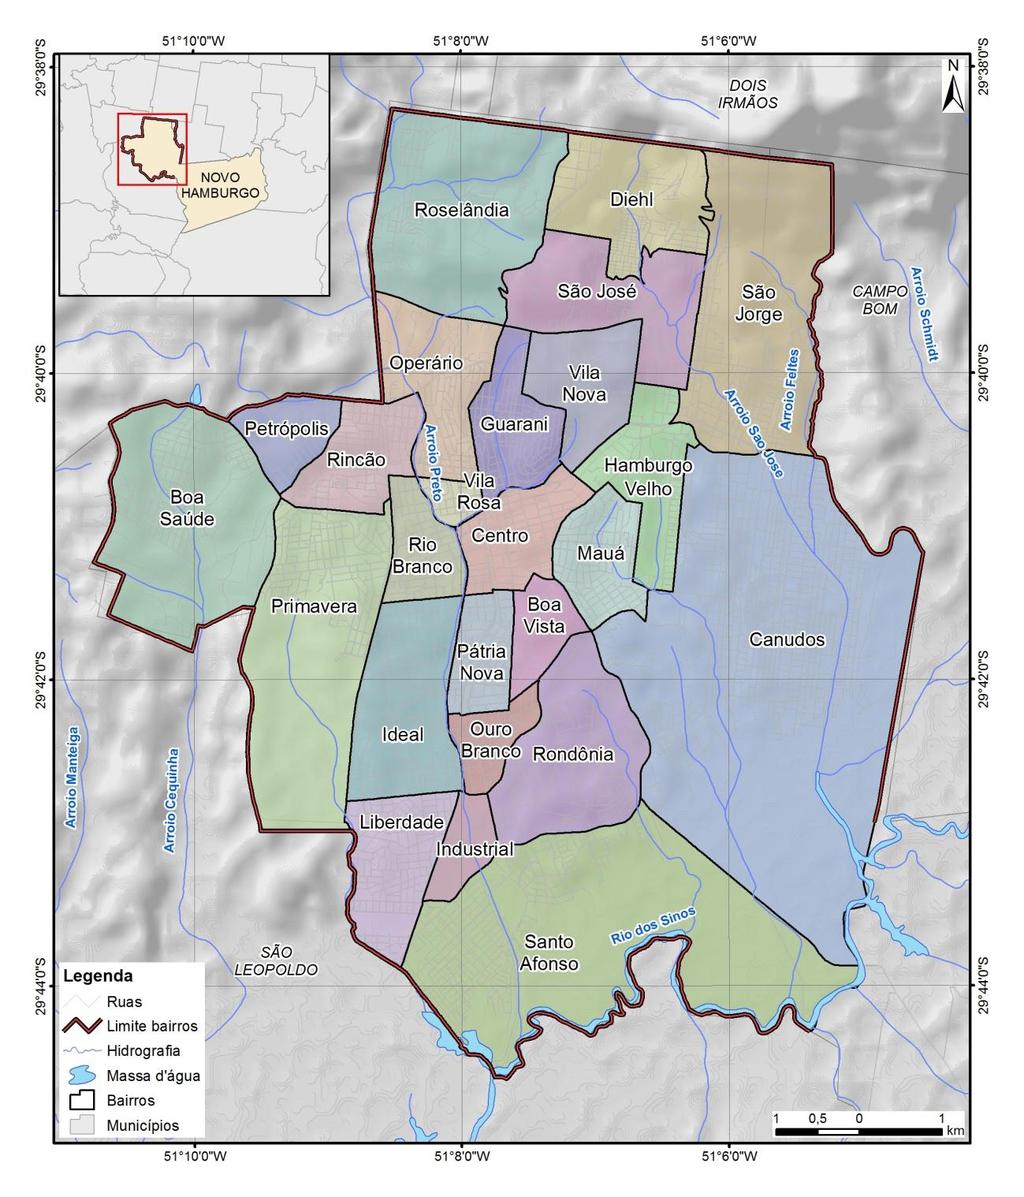 51°10'0"W
51°8'0"W
51°6'0"W
29°38'0"S
29°38'0"S
N
DOIS
IRMÃOS
NOVO
HAMBURGO
Roselândia
Diehl
São José
São
Jorge
CAMPO
BOM
Arroio Schmidt
Operário
Arroio Feltes
29°40'0"S
29°40'0"S
Vila
Nova
Guarani
Arroio Sao Jose
Petrópolis
Rincão
Arroio Preto
Hamburgo
Velho
Vila
Rosa
Boa
Saúde
Centro
Rio
Branco
Mauá
Primavera
Boa
Vista
Canudos
Pátria
Nova
29°42'0"S
29°42'0"S
Ideal
Ouro
Branco
Rondônia
Arroio Manteiga
Arroio Cequinha
Liberdade
Industrial
Rio dos Sinos
Santo
Afonso
SÃO
LEOPOLDO
29°44'0"S
29°44'0"S
Legenda
Ruas
Limite bairros
Hidrografia
Massa d'água
Bairros
Municípios
1 0,5 0 1
km
51°10'0"W
51°8'0"W
51°6'0"W